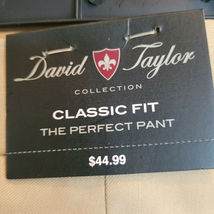 David Taylor
COLLECTION
CLASSIC FIT
THE PERFECT PANT
$44.99